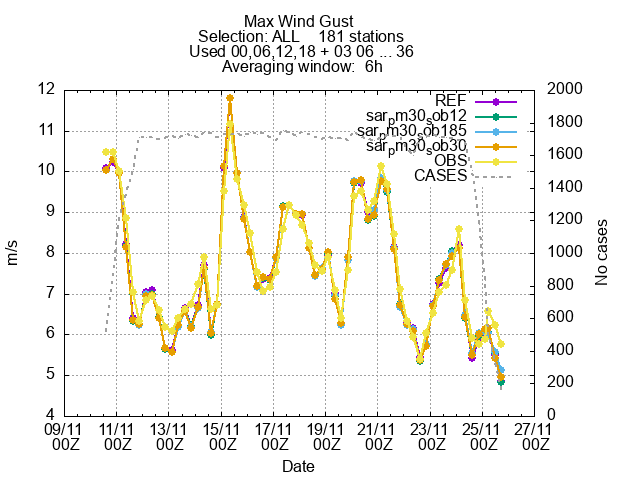 Max Wind Gust
Selection: ALL 181 stations
Used 00,06,12,18 + 03 06 ... 36
Averaging window: 6h
REF
sarpm30sob12
sarpm30sob185
sarpm30sob30
OBS
CASES
12
11
10
9
8
7
6
5
4
m/s
2000
1800
1600
1400
1200
1000
800
600
400
200
0
No cases
09/11 11/11 13/11 15/11 17/11 19/11 21/11 23/11 25/11 27/11
00Z 00Z 00Z 00Z 00Z 00Z 00Z 00Z 00Z 00Z
Date